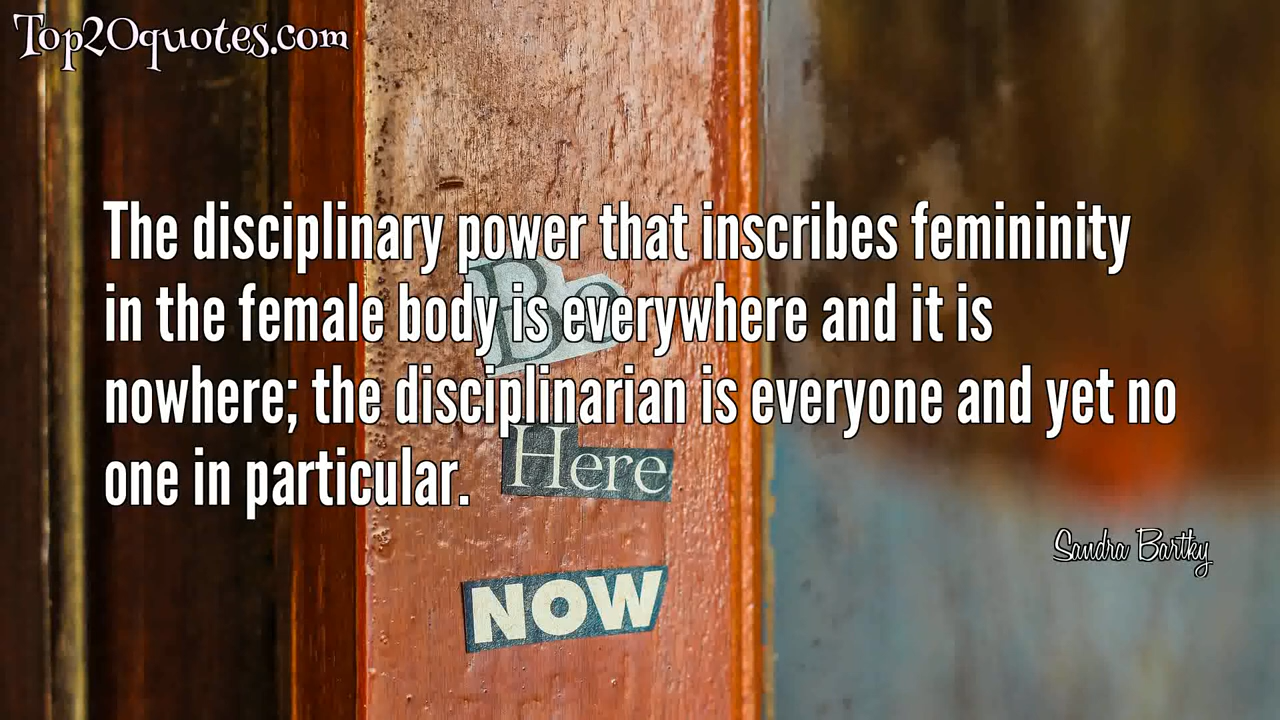 Top20quotes.com
The disciplinary power that inscribes femininity
in the female body is everywhere and it is
nowhere; the disciplinarian is everyone and yet no
one in particular.
Sandra Bartky
Be
Here
NOW